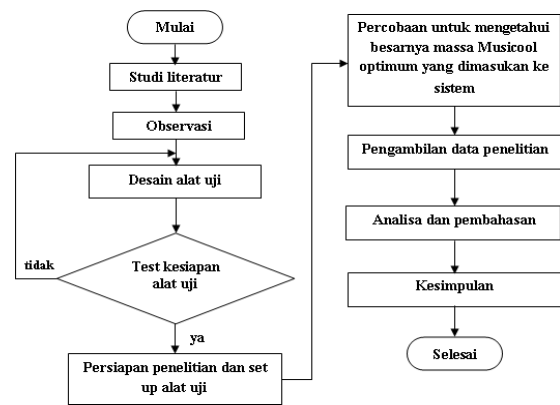 Mulai
Studi literatur
Observasi
Desain alat uji
tidak
Test kesiapan
alat uji
ya
Persiapan penelitian dan set
up alat uji
Percobaan untuk mengetahui
besarnya massa Musicool
optimum yang dimasukan ke
sistem
Pengambilan data penelitian
Analisa dan pembahasan
Kesimpulan
Selesai